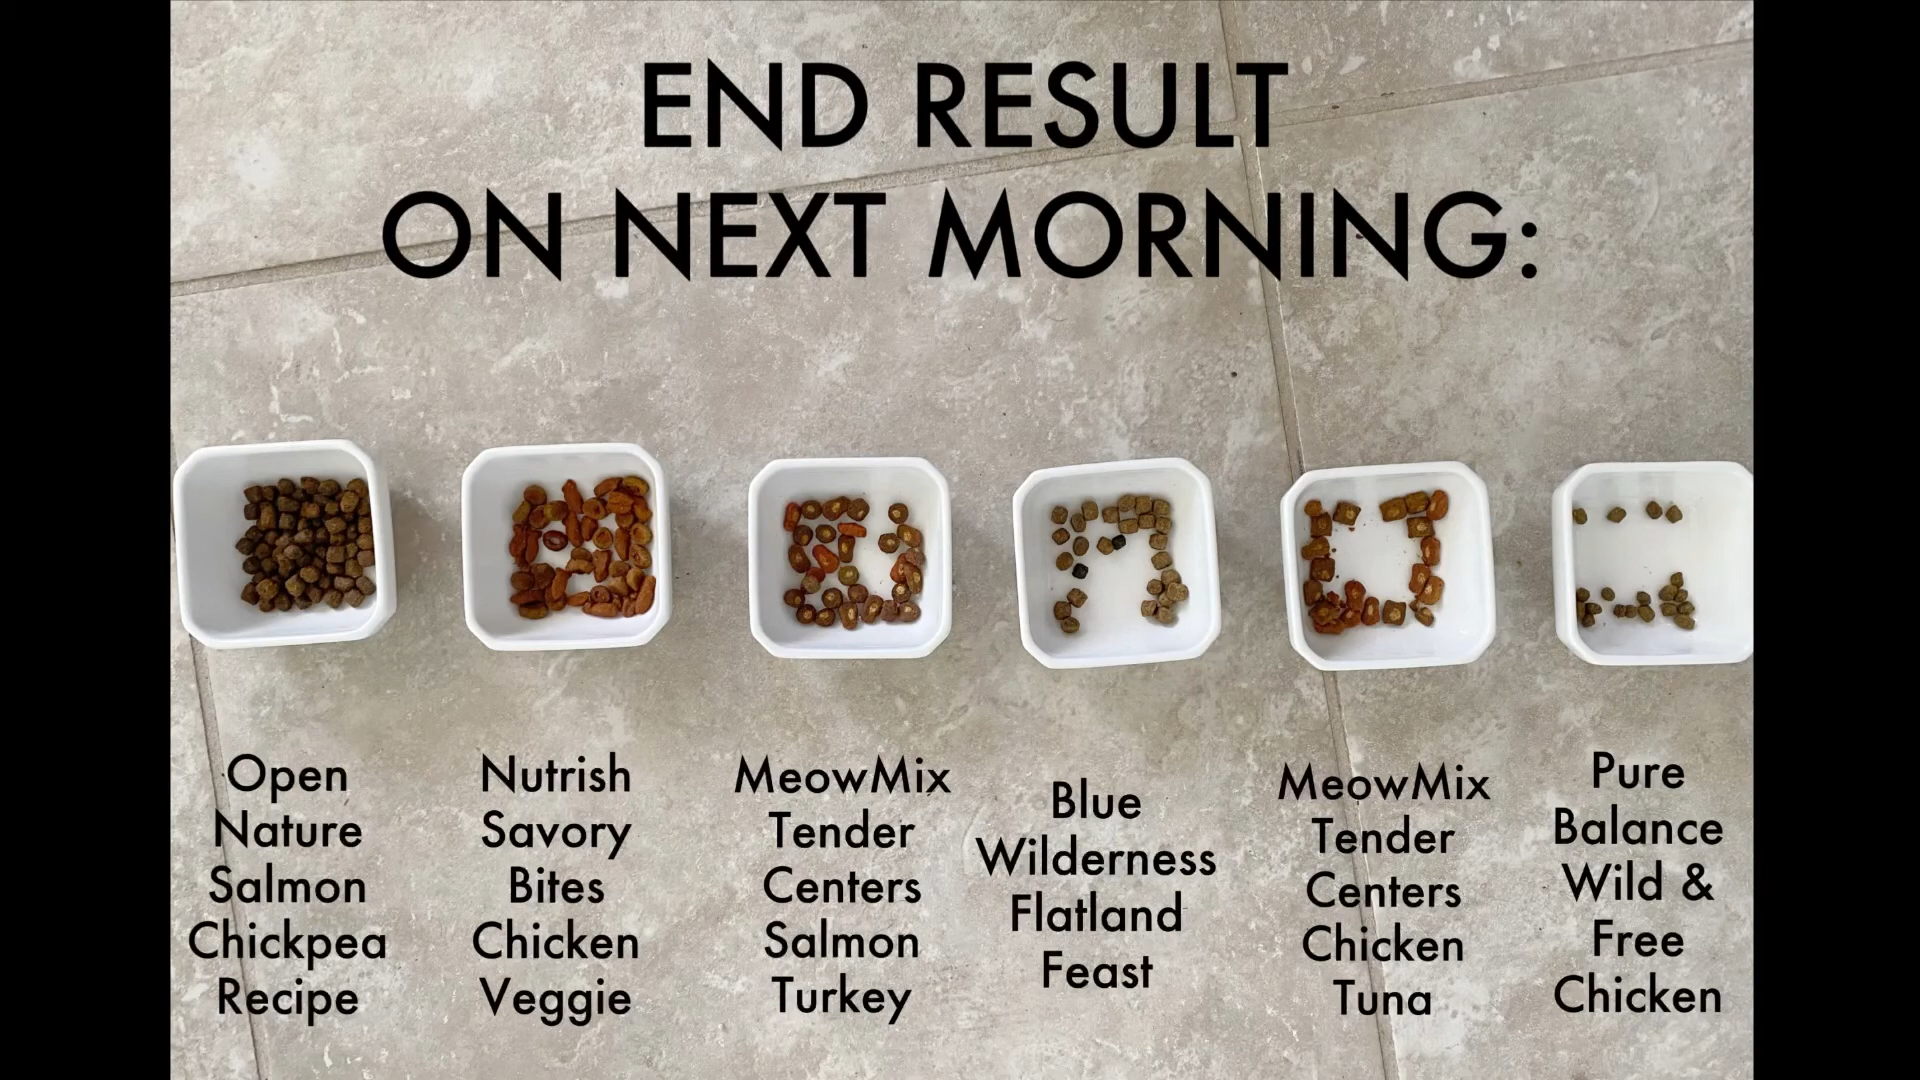 END RESULT
ON NEXT MORNING:
Open
Nature
Salmon
Chickpea
Recipe
Nutrish
Savory
Bites
Chicken
Veggie
MeowMix
Tender
Centers
Salmon
Turkey
Blue
Wilderness
Flatland
Feast
MeowMix
Tender
Centers
Chicken
Tuna
Pure
Balance
Wild &
Free
Chicken